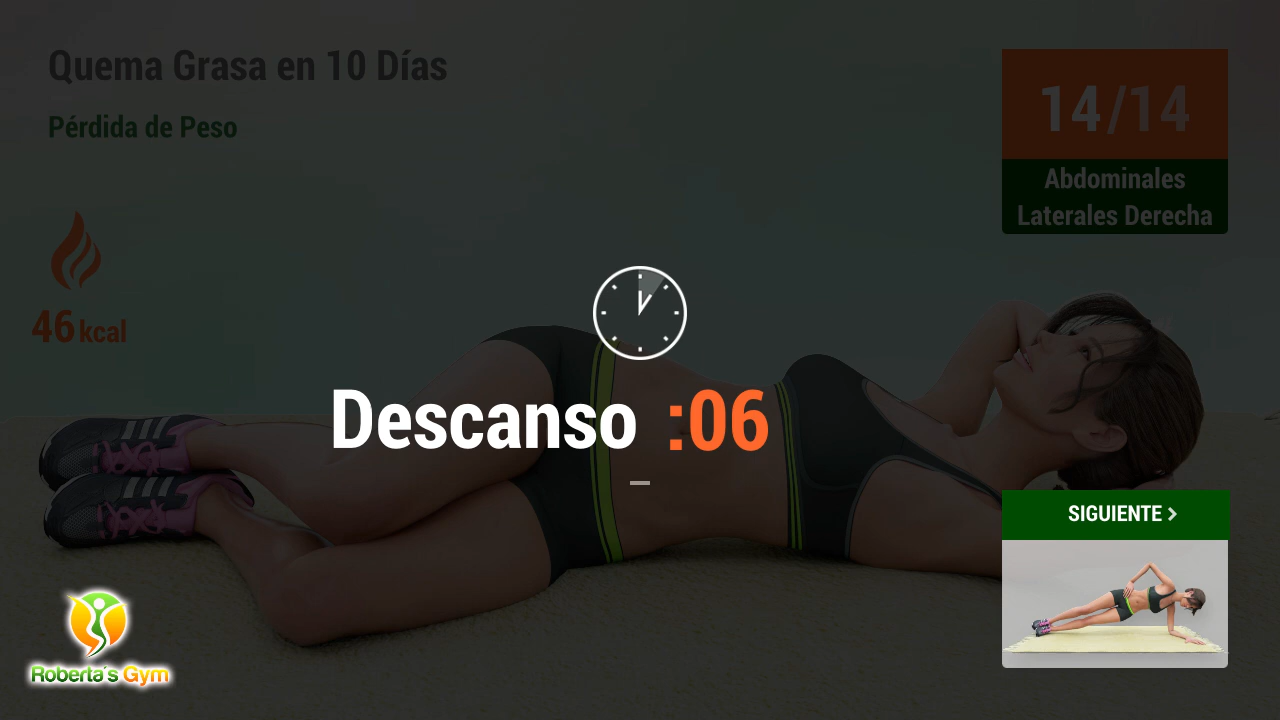 Quema Grasa en 10 Días
Pérdida de Peso
14/14
Abdominales
Laterales Derecha
46 kcal
Descanso :06
SIGUIENTE >
Roberta´s Gym